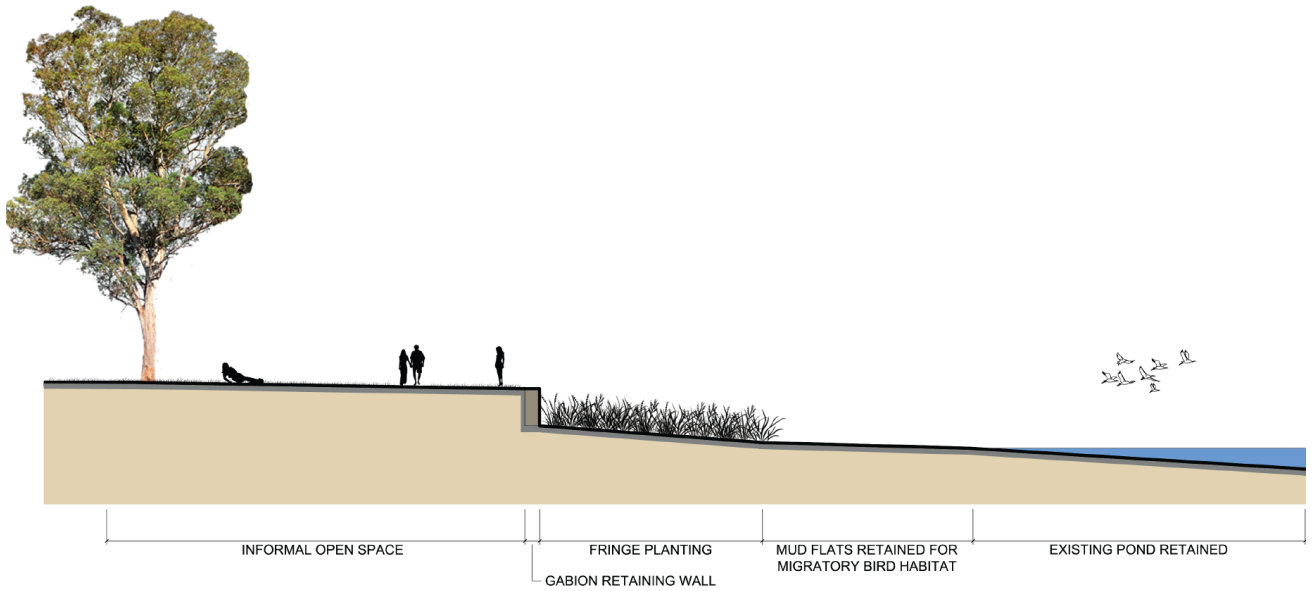 INFORMAL OPEN SPACE
GABION RETAINING WALL
FRINGE PLANTING
MUD FLATS RETAINED FOR
MIGRATORY BIRD HABITAT
EXISTING POND RETAINED